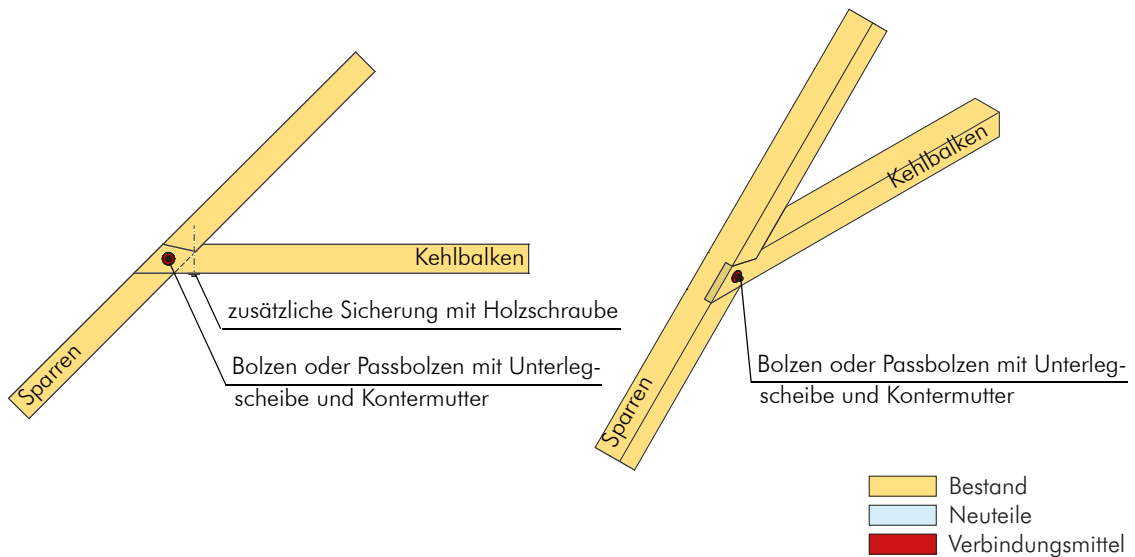 Kehlbalken
zusätzliche Sicherung mit Holzschraube
Sparren
Bolzen oder Passbolzen mit Unterleg-
scheibe und Kontermutter
Kehlbalken
Bolzen oder Passbolzen mit Unterleg-
scheibe und Kontermutter
Sparren
Bestand
Neuteile
Verbindungsmittel